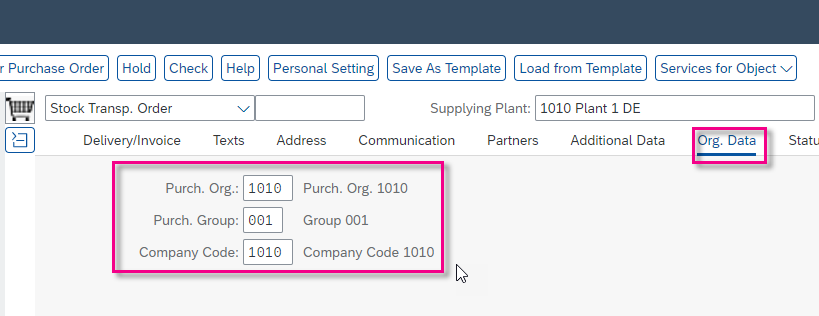 r Purchase Order Hold Check Help Personal Setting Save As Template Load from Template Services for Object
Stock Transp. Order Supplying Plant: 1010 Plant 1 DE
Delivery/Invoice Texts Address Communication Partners Additional Data Org. Data Statu
Purch. Org.: 1010 Purch. Org. 1010
Purch. Group: 001 Group 001
Company Code: 1010 Company Code 1010